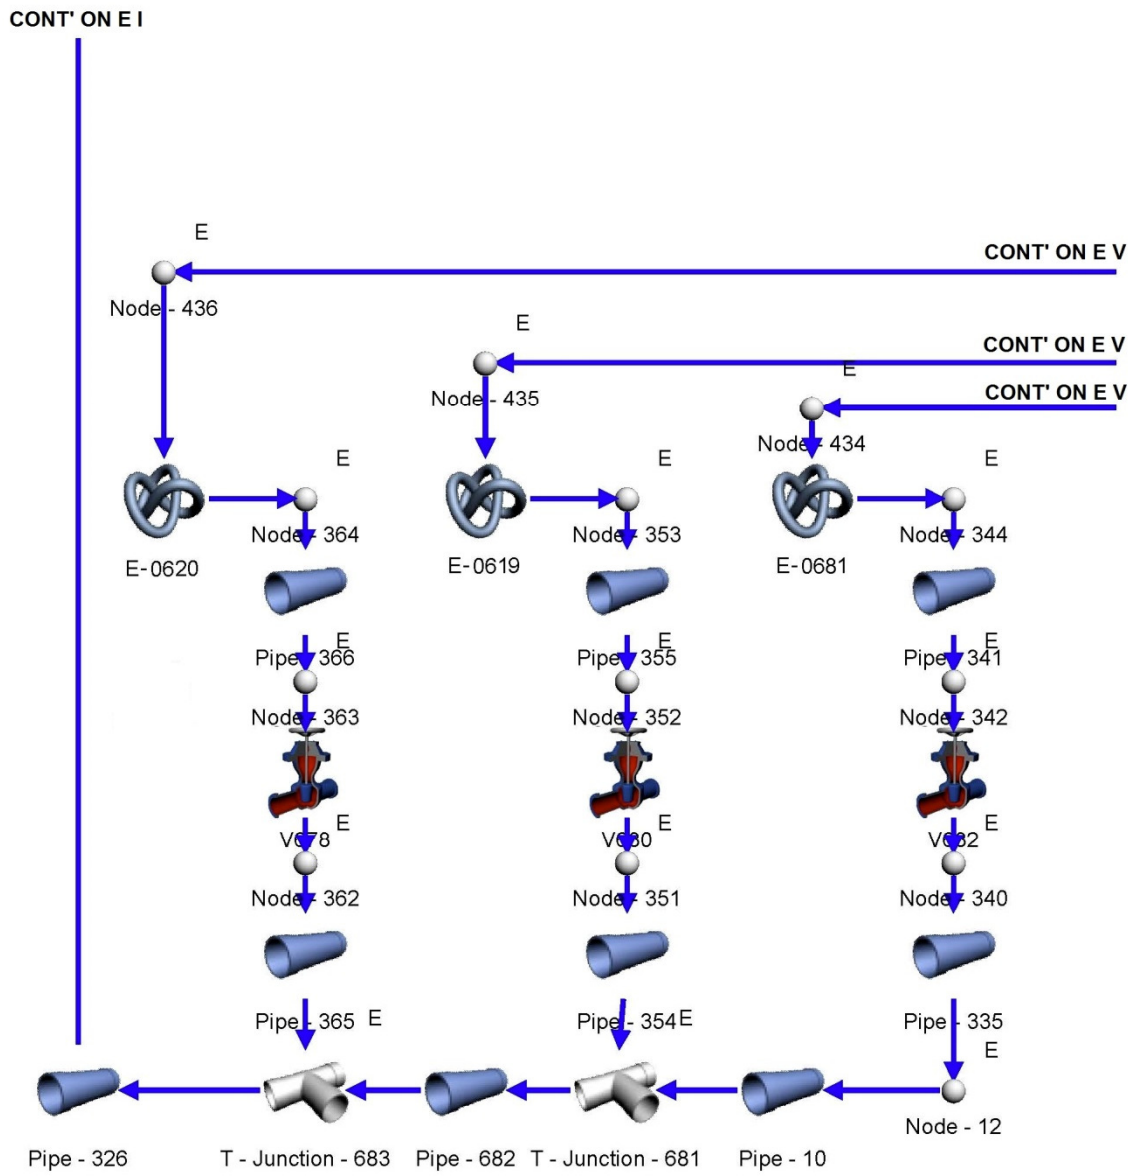 CONT' ON E I
E
CONT' ON E V
Node - 436
E
CONT' ON E V
E
CONT' ON E V
Node - 435
Node - 434
E
E
E
Node - 364
Node - 353
Node - 344
E-0620
E-0619
E-0681
E
E
E
Pipe - 366
Pipe - 355
Pipe - 341
Node - 363
Node - 352
Node - 342
E
E
E
Node - 362
Node - 351
Node - 340
Pipe - 365
E
Pipe - 354
E
Pipe - 335
E
Node - 12
Pipe - 326
T - Junction - 683
Pipe - 682
T - Junction - 681
Pipe - 10